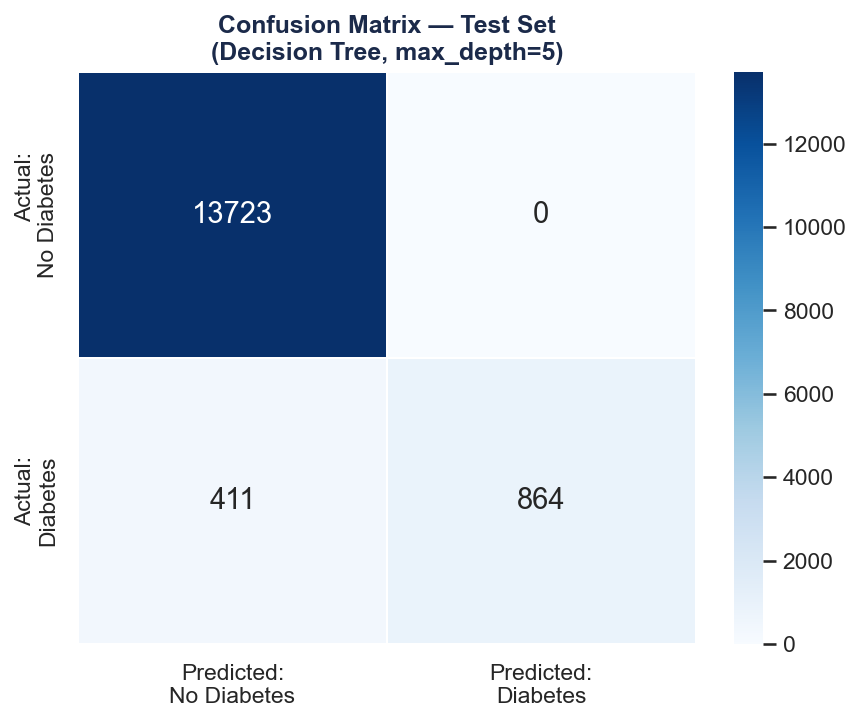 Confusion Matrix — Test Set
(Decision Tree, max_depth=5)
Actual:
No Diabetes
13723
0
Actual:
Diabetes
411
864
Predicted:
No Diabetes
Predicted:
Diabetes
12000
10000
8000
6000
4000
2000
0